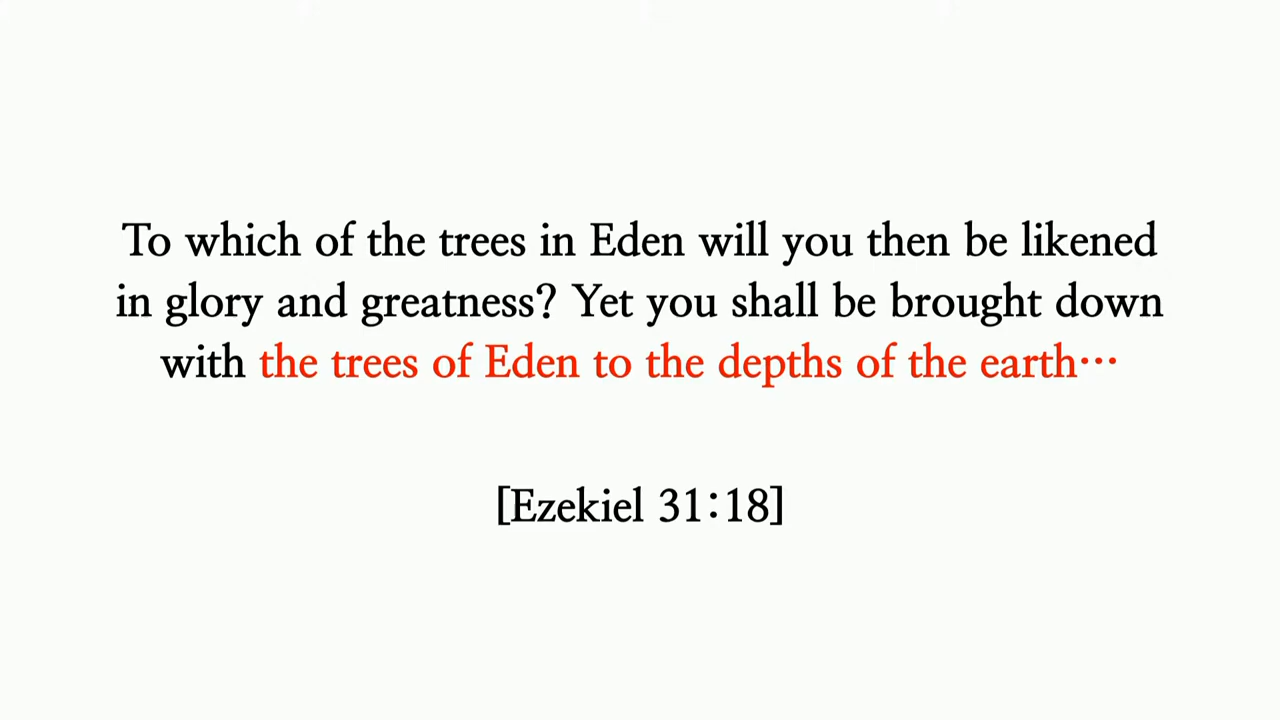 To which of the trees in Eden will you then be likened
in glory and greatness? Yet you shall be brought down
with the trees of Eden to the depths of the earth⋯
[Ezekiel 31:18]